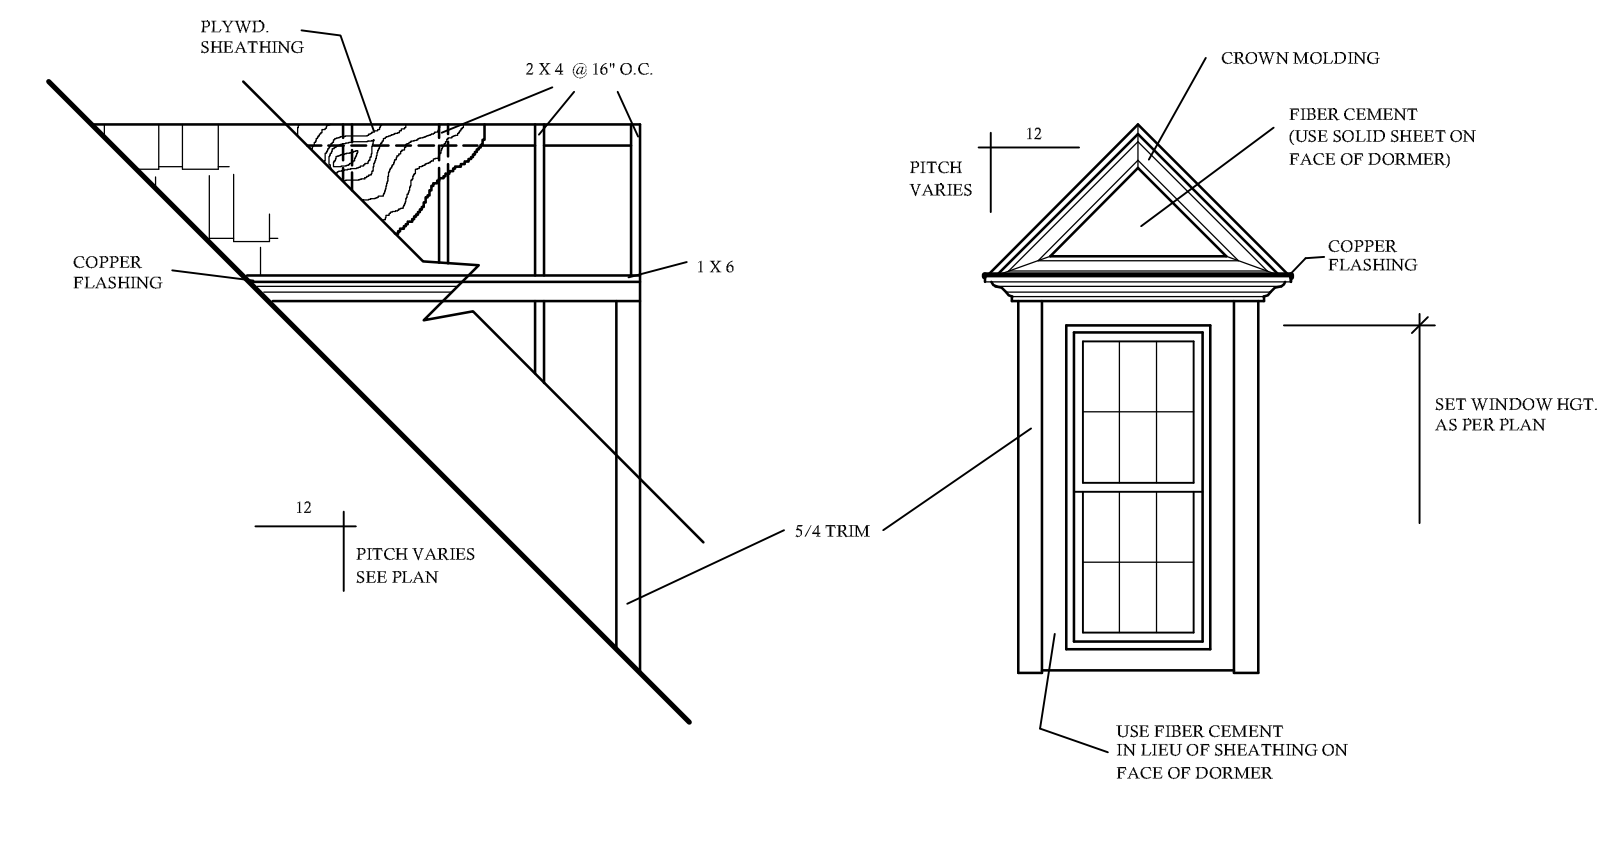 PLYWD.
SHEATHING
2 X 4 @ 16" O.C.
COPPER
FLASHING
1 X 6
12
PITCH VARIES
SEE PLAN
5/4 TRIM
CROWN MOLDING
FIBER CEMENT
(USE SOLID SHEET ON
FACE OF DORMER)
12
PITCH
VARIES
COPPER
FLASHING
SET WINDOW HGT.
AS PER PLAN
USE FIBER CEMENT
IN LIEU OF SHEATHING ON
FACE OF DORMER